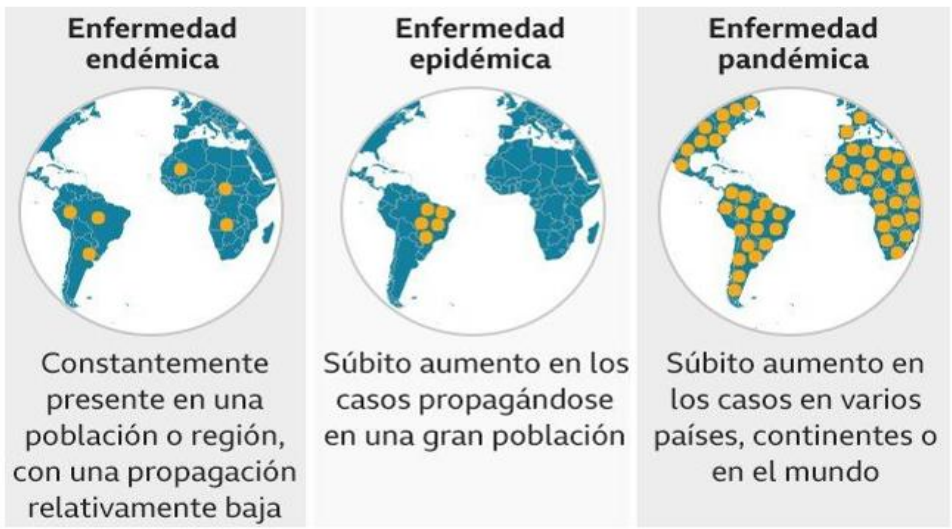 Enfermedad
endémica
Constantemente
presente en una
población o región,
con una propagación
relativamente baja
Enfermedad
epidémica
Súbito aumento en los
casos propagándose
en una gran población
Enfermedad
pandémica
Súbito aumento en
los casos en varios
países, continentes o
en el mundo